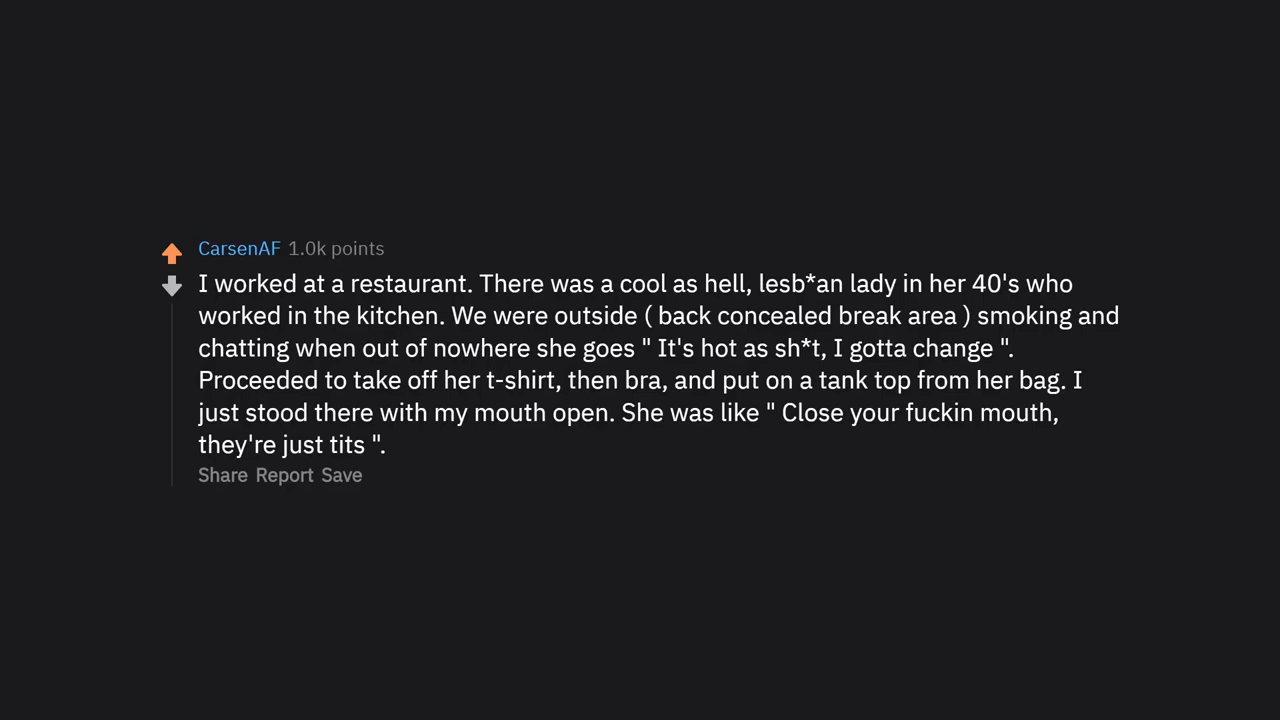 CarsenAF 1.0k points
I worked at a restaurant. There was a cool as hell, lesb*an lady in her 40's who
worked in the kitchen. We were outside ( back concealed break area ) smoking and
chatting when out of nowhere she goes " It's hot as sh*t, I gotta change ".
Proceeded to take off her t-shirt, then bra, and put on a tank top from her bag. I
just stood there with my mouth open. She was like " Close your fuckin mouth,
they're just tits ".
Share Report Save